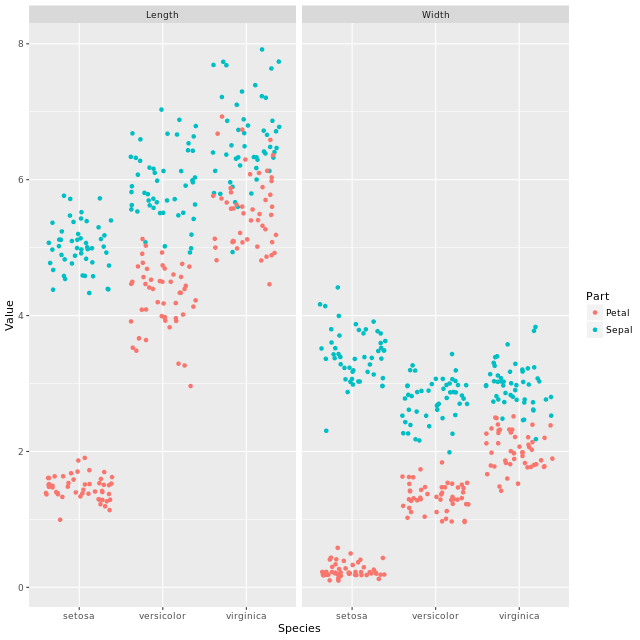 Length Width
8
6
4
2
0
Value
setosa versicolor virginica setosa versicolor virginica
Species
Part
Petal
Sepal